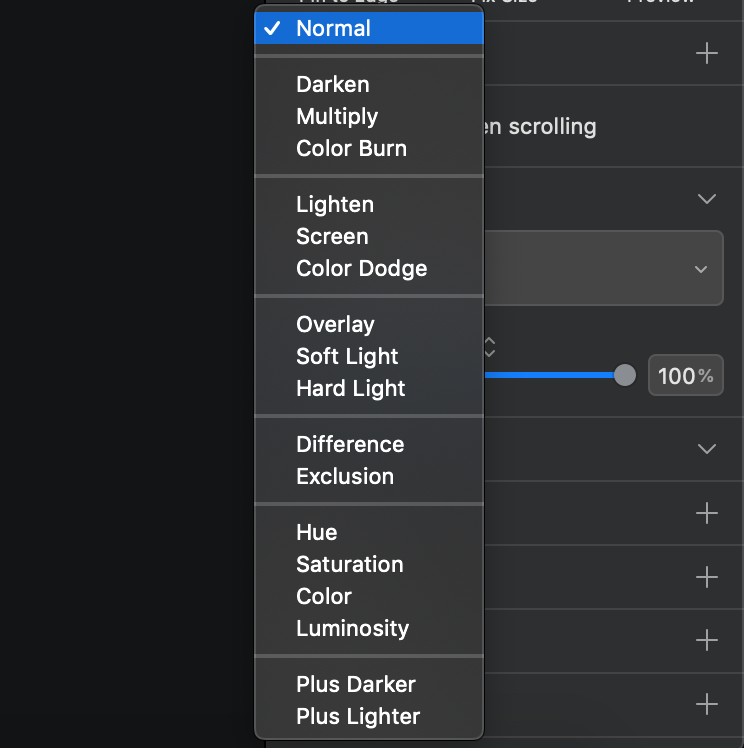 Normal
Darken
Multiply
Color Burn
en scrolling
Lighten
Screen
Color Dodge
Overlay
Soft Light
Hard Light
100%
Difference
Exclusion
Hue
Saturation
Color
Luminosity
Plus Darker
Plus Lighter